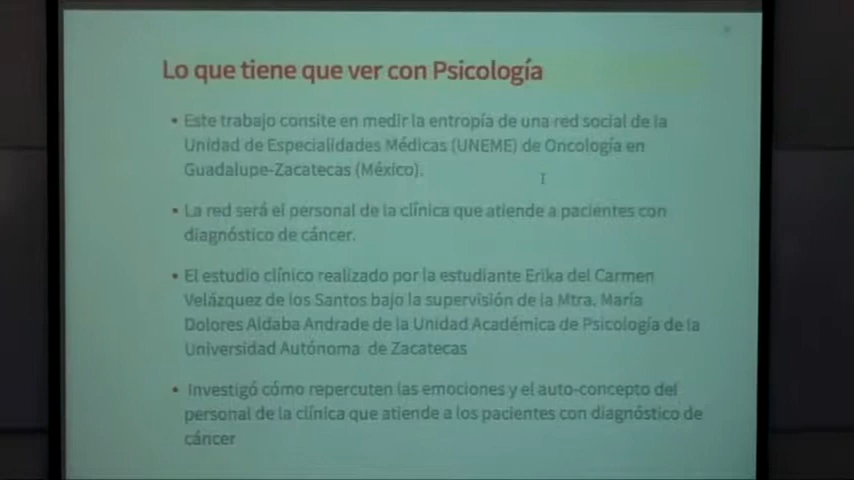 Lo que tiene que ver con Psicología
• Este trabajo consite en medir la entropía de una red social de la
Unidad de Especialidades Médicas (UNEME) de Oncología en
Guadalupe-Zacatecas (México).
• La red será el personal de la clínica que atiende a pacientes con
diagnóstico de cáncer.
• El estudio clínico realizado por la estudiante Erika del Carmen
Velázquez de los Santos bajo la supervisión de la Mtra. María
Dolores Aldaba Andrade de la Unidad Académica de Psicología de la
Universidad Autónoma de Zacatecas
• Investigó cómo repercuten las emociones y el auto-concepto del
personal de la clínica que atiende a los pacientes con diagnóstico de
cáncer